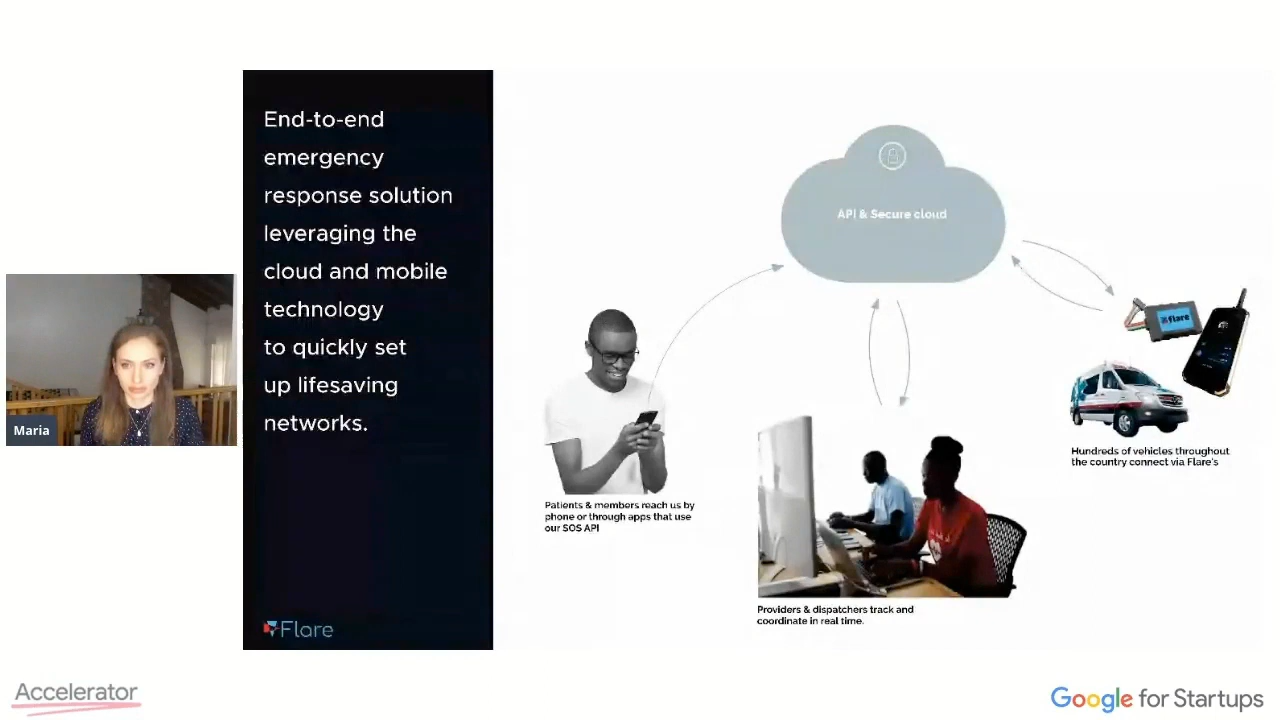 End-to-end
emergency
response solution
leveraging the
cloud and mobile
technology
to quickly set
up lifesaving
networks.
Flare
Maria
API & Secure cloud
flare
Patients & members reach us by
phone or through apps that use
our SOS API
Providers & dispatchers track and
coordinate in real time.
Hundreds of vehicles throughout
the country connect via Flare's
Accelerator
Google for Startups